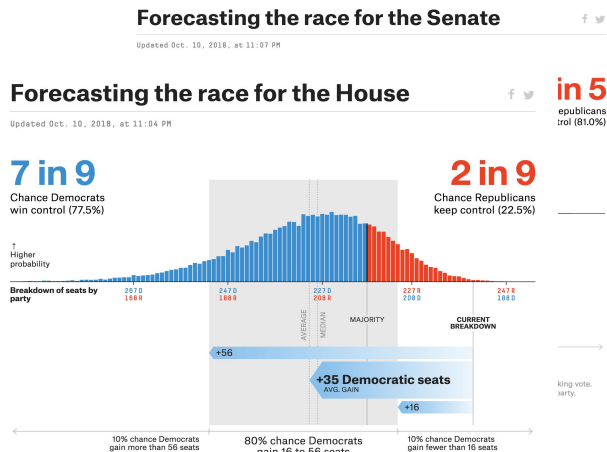 Forecasting the race for the Senate
Updated Oct. 10, 2018, at 11:07 PM
Forecasting the race for the House
Updated Oct. 10, 2018, at 11:04 PM
in 5
epublicans
trol (81.0%)
7 in 9
Chance Democrats
win control (77.5%)
2 in 9
Chance Republicans
keep control (22.5%)
↑
Higher
probability
Breakdown of seats by
party
267 D
168 R
247 D
188 R
227 D
208 R
227 R
208 D
247 R
188 D
AVERAGE
MEDIAN
MAJORITY
CURRENT
BREAKDOWN
+56
+35 Democratic seats
AVG. GAIN
+16
king vote.
arty.
10% chance Democrats
gain more than 56 seats
80% chance Democrats
gain 16 to 56 seats
10% chance Democrats
gain fewer than 16 seats